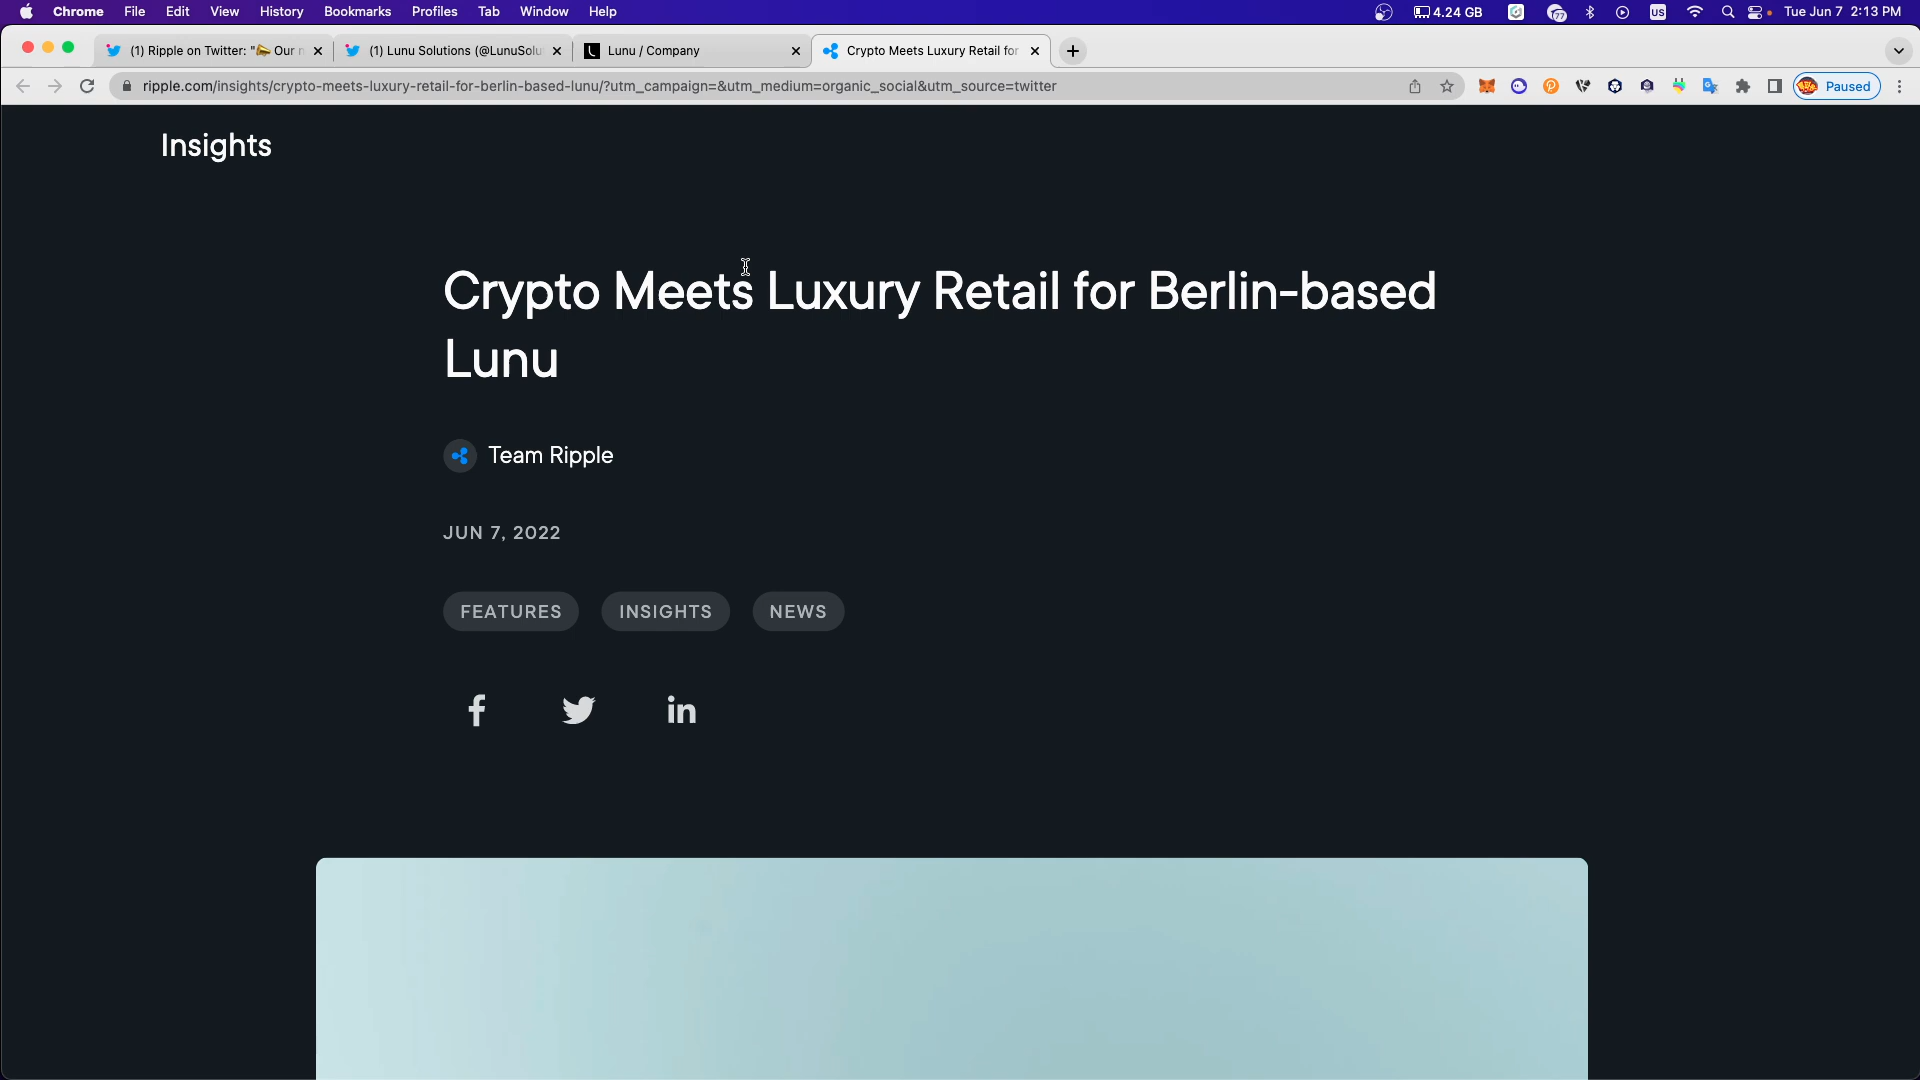 Chrome File Edit View History Bookmarks Profiles Tab Window Help 4.24 GB 77 US Tue Jun 7 2:13 PM
(1) Ripple on Twitter: " Our n (1) Lunu Solutions (@LunuSolu Lunu / Company Crypto Meets Luxury Retail for
ripple.com/insights/crypto-meets-luxury-retail-for-berlin-based-lunu/?utm_campaign=&utm_medium=organic_social&utm_source=twitter Paused
Insights
Crypto Meets Luxury Retail for Berlin-based
Lunu
Team Ripple
JUN 7, 2022
FEATURES INSIGHTS NEWS